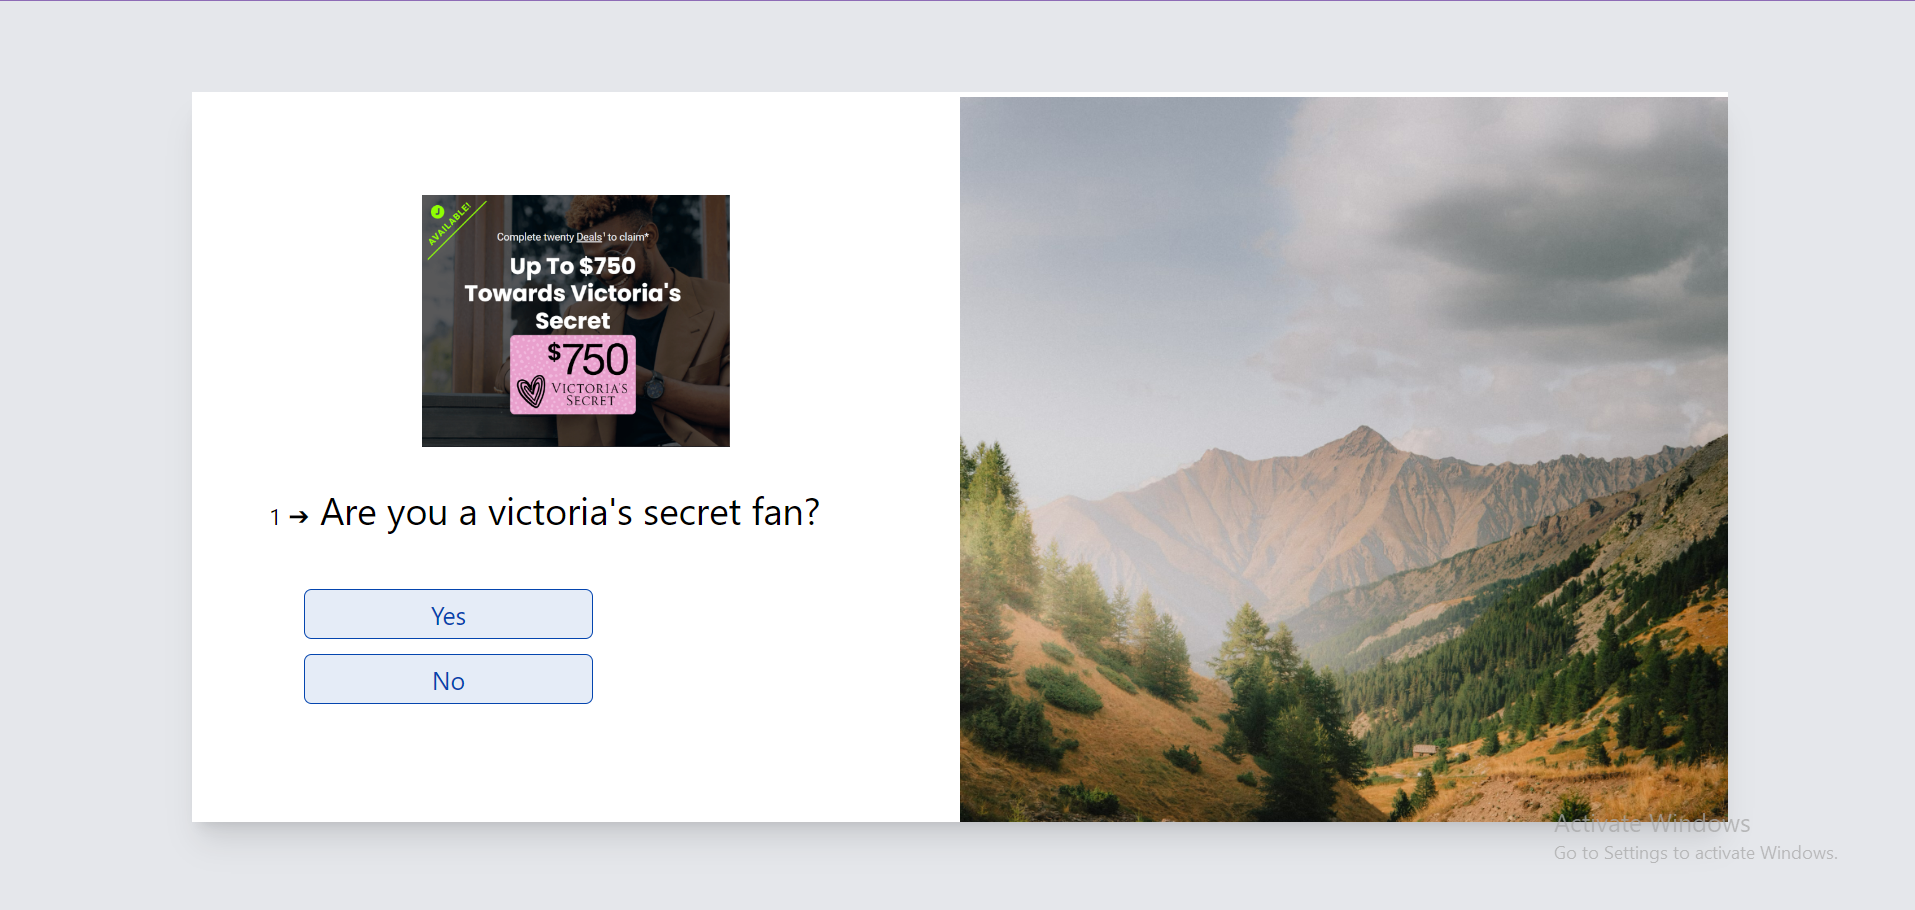 AVAILABLE!
Complete twenty Deals¹ to claim*
Up To $750
Towards Victoria's
Secret
$750
VICTORIA'S
SECRET
1 ➔ Are you a victoria's secret fan?
Yes
No
Activate Windows
Go to Settings to activate Windows.